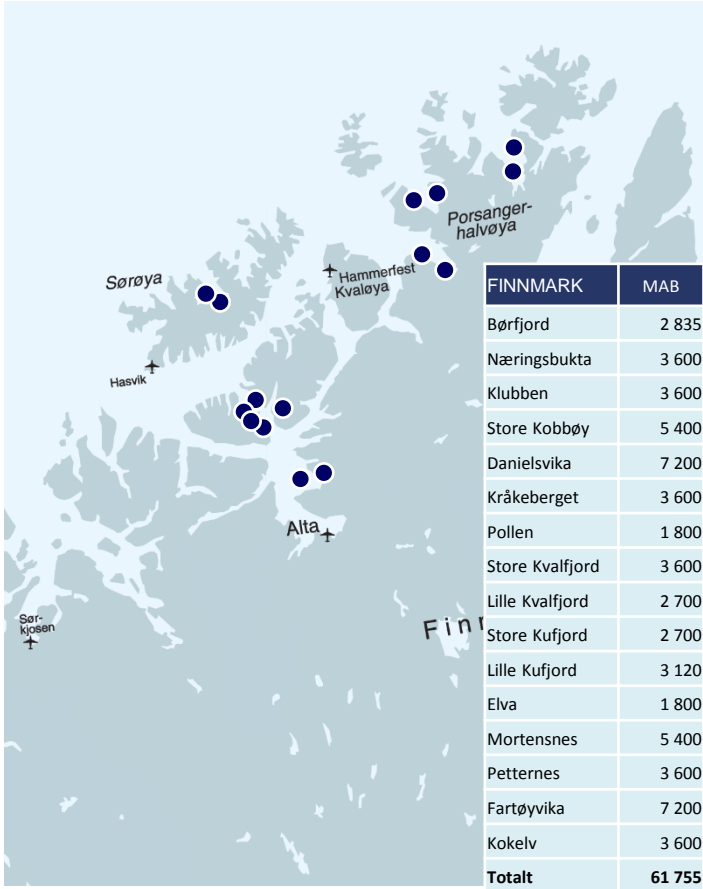 Porsanger-
halvøya
Sørøya
Hammerfest
Kvaløya
Hasvik
Alta
Sør-
kjosen
Finn
FINNMARK MAB
Børfjord 2 835
Næringsbukta 3 600
Klubben 3 600
Store Kobbøy 5 400
Danielsvika 7 200
Kråkeberget 3 600
Pollen 1 800
Store Kvalfjord 3 600
Lille Kvalfjord 2 700
Store Kufjord 2 700
Lille Kufjord 3 120
Elva 1 800
Mortensnes 5 400
Petternes 3 600
Fartøyvika 7 200
Kokelv 3 600
Totalt 61 755